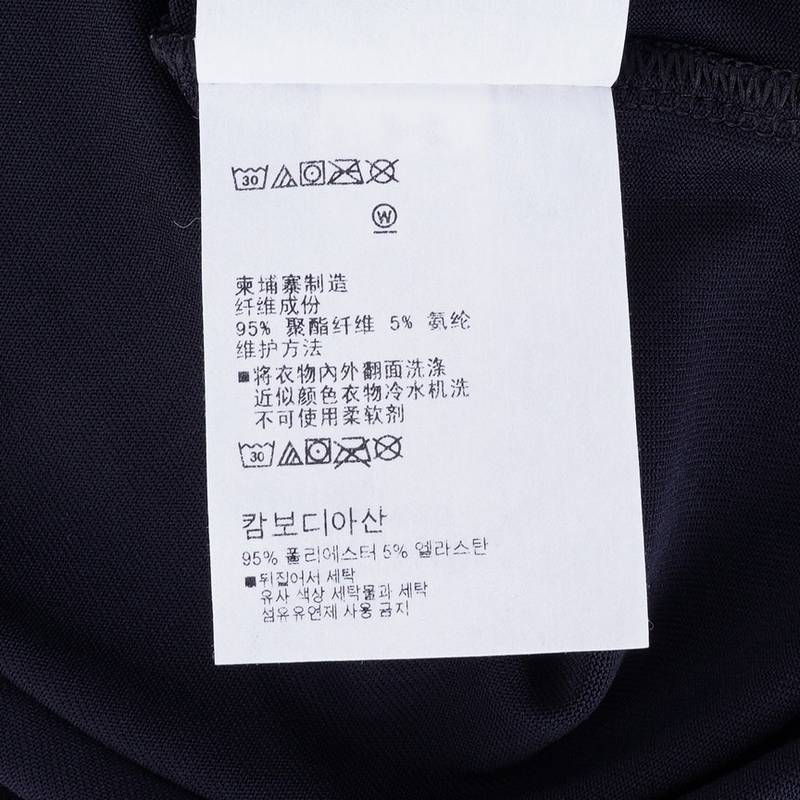 30
W
柬埔寨制造
纤维成份
95% 聚酯纤维 5% 氨纶
维护方法
■将衣物内外翻面洗涤
近似颜色衣物冷水机洗
不可使用柔软剂
30
캄보디아산
95% 폴리에스터 5% 엘라스탄
■뒤집어서 세탁
유사 색상 세탁물과 세탁
섬유유연제 사용 금지